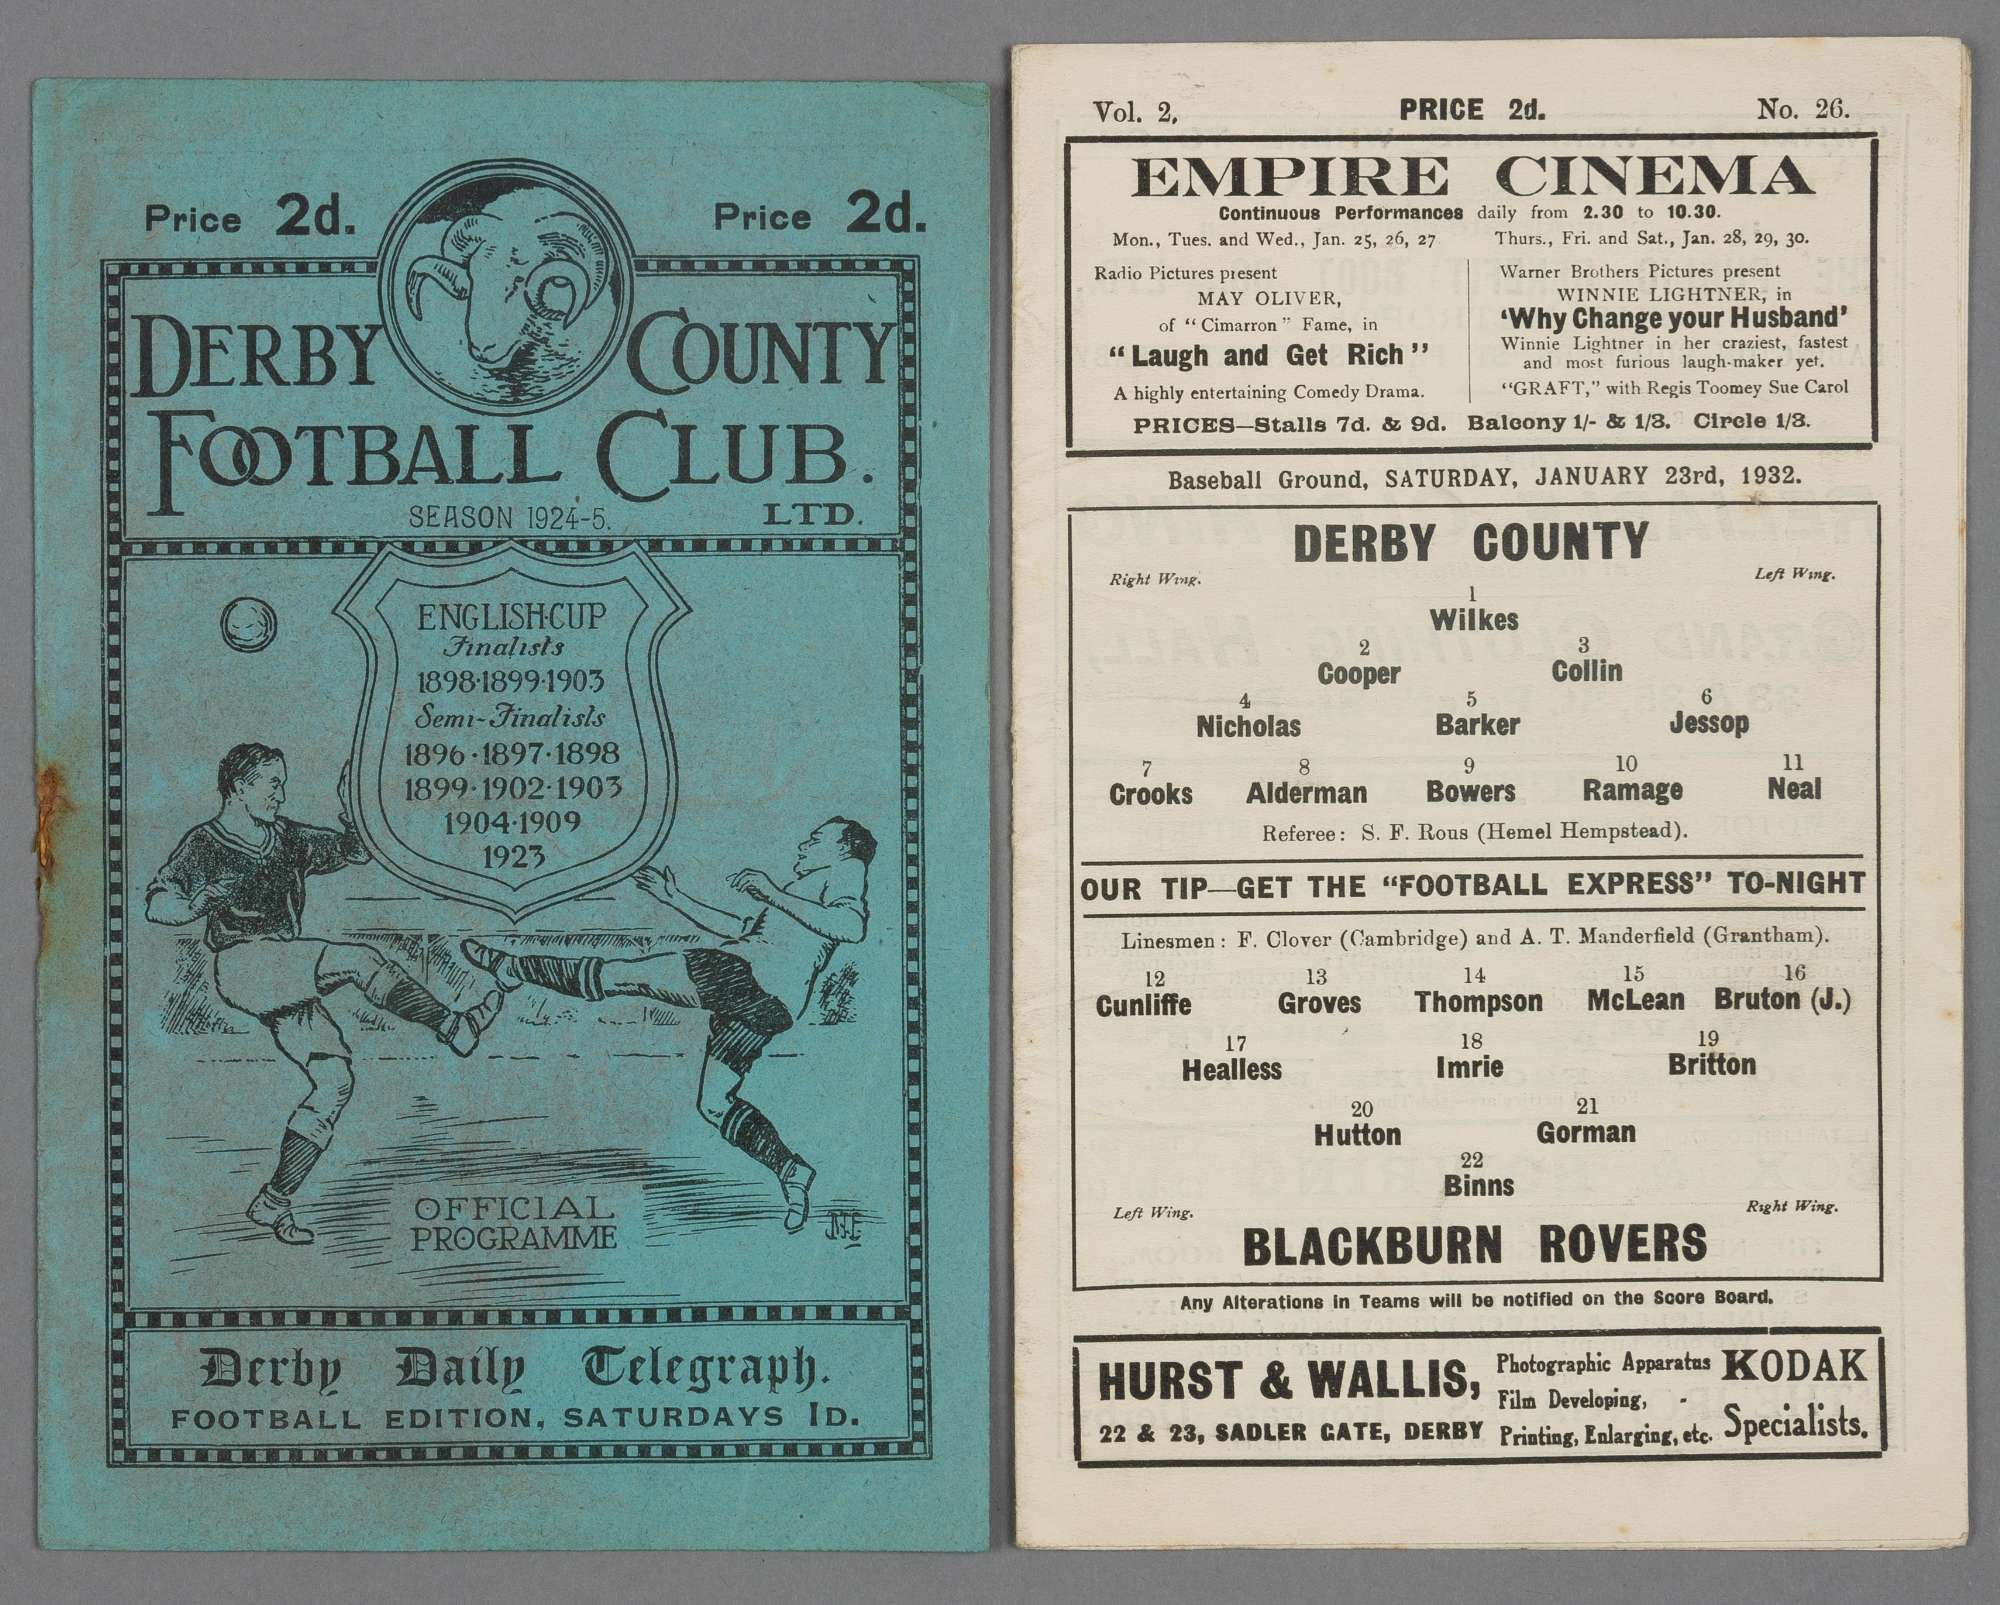 Price 2d. Price 2d.
DERBY COUNTY
FOOTBALL CLUB.
SEASON 1924-5. LTD.
ENGLISH·CUP
Finalists
1898·1899·1903
Semi-Finalists
1896·1897·1898
1899·1902·1903
1904·1909
1923
OFFICIAL
PROGRAMME
Derby Daily Telegraph.
FOOTBALL EDITION, SATURDAYS 1D.
Vol. 2, PRICE 2d. No. 26.
EMPIRE CINEMA
Continuous Performances daily from 2.30 to 10.30.
Mon., Tues. and Wed., Jan. 25, 26, 27
Radio Pictures present
MAY OLIVER,
of "Cimarron" Fame, in
"Laugh and Get Rich"
A highly entertaining Comedy Drama.
Thurs., Fri. and Sat., Jan. 28, 29, 30.
Warner Brothers Pictures present
WINNIE LIGHTNER, in
'Why Change your Husband'
Winnie Lightner in her craziest, fastest
and most furious laugh-maker yet.
"GRAFT," with Regis Toomey Sue Carol
PRICES—Stalls 7d. & 9d. Balcony 1/- & 1/3. Circle 1/3.
Baseball Ground, SATURDAY, JANUARY 23rd, 1932.
DERBY COUNTY
Right Wing. Left Wing.
1
Wilkes
2 3
Cooper Collin
4 5 6
Nicholas Barker Jessop
7 8 9 10 11
Crooks Alderman Bowers Ramage Neal
Referee: S. F. Rous (Hemel Hempstead).
OUR TIP—GET THE "FOOTBALL EXPRESS" TO-NIGHT
Linesmen: F. Clover (Cambridge) and A. T. Manderfield (Grantham).
12 13 14 15 16
Cunliffe Groves Thompson McLean Bruton (J.)
17 18 19
Healless Imrie Britton
20 21
Hutton Gorman
22
Binns
Left Wing. Right Wing.
BLACKBURN ROVERS
Any Alterations in Teams will be notified on the Score Board.
HURST & WALLIS,
22 & 23, SADLER GATE, DERBY
Photographic Apparatus
Film Developing, -
Printing, Enlarging, etc.
KODAK
Specialists.